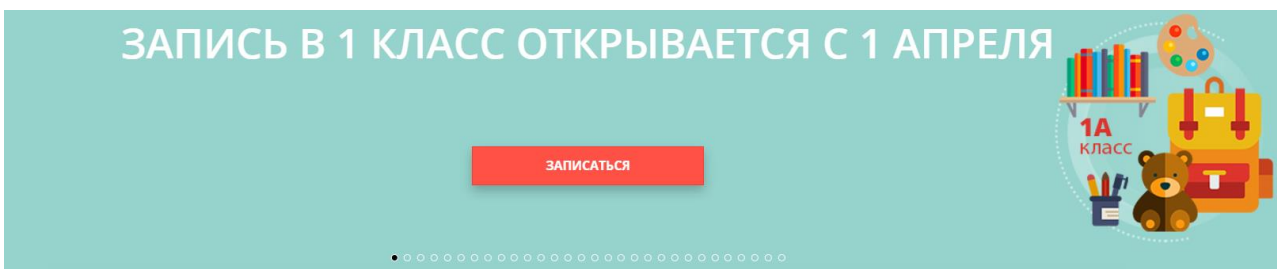 ЗАПИСЬ В 1 КЛАСС ОТКРЫВАЕТСЯ С 1 АПРЕЛЯ
1А
класс
ЗАПИСАТЬСЯ